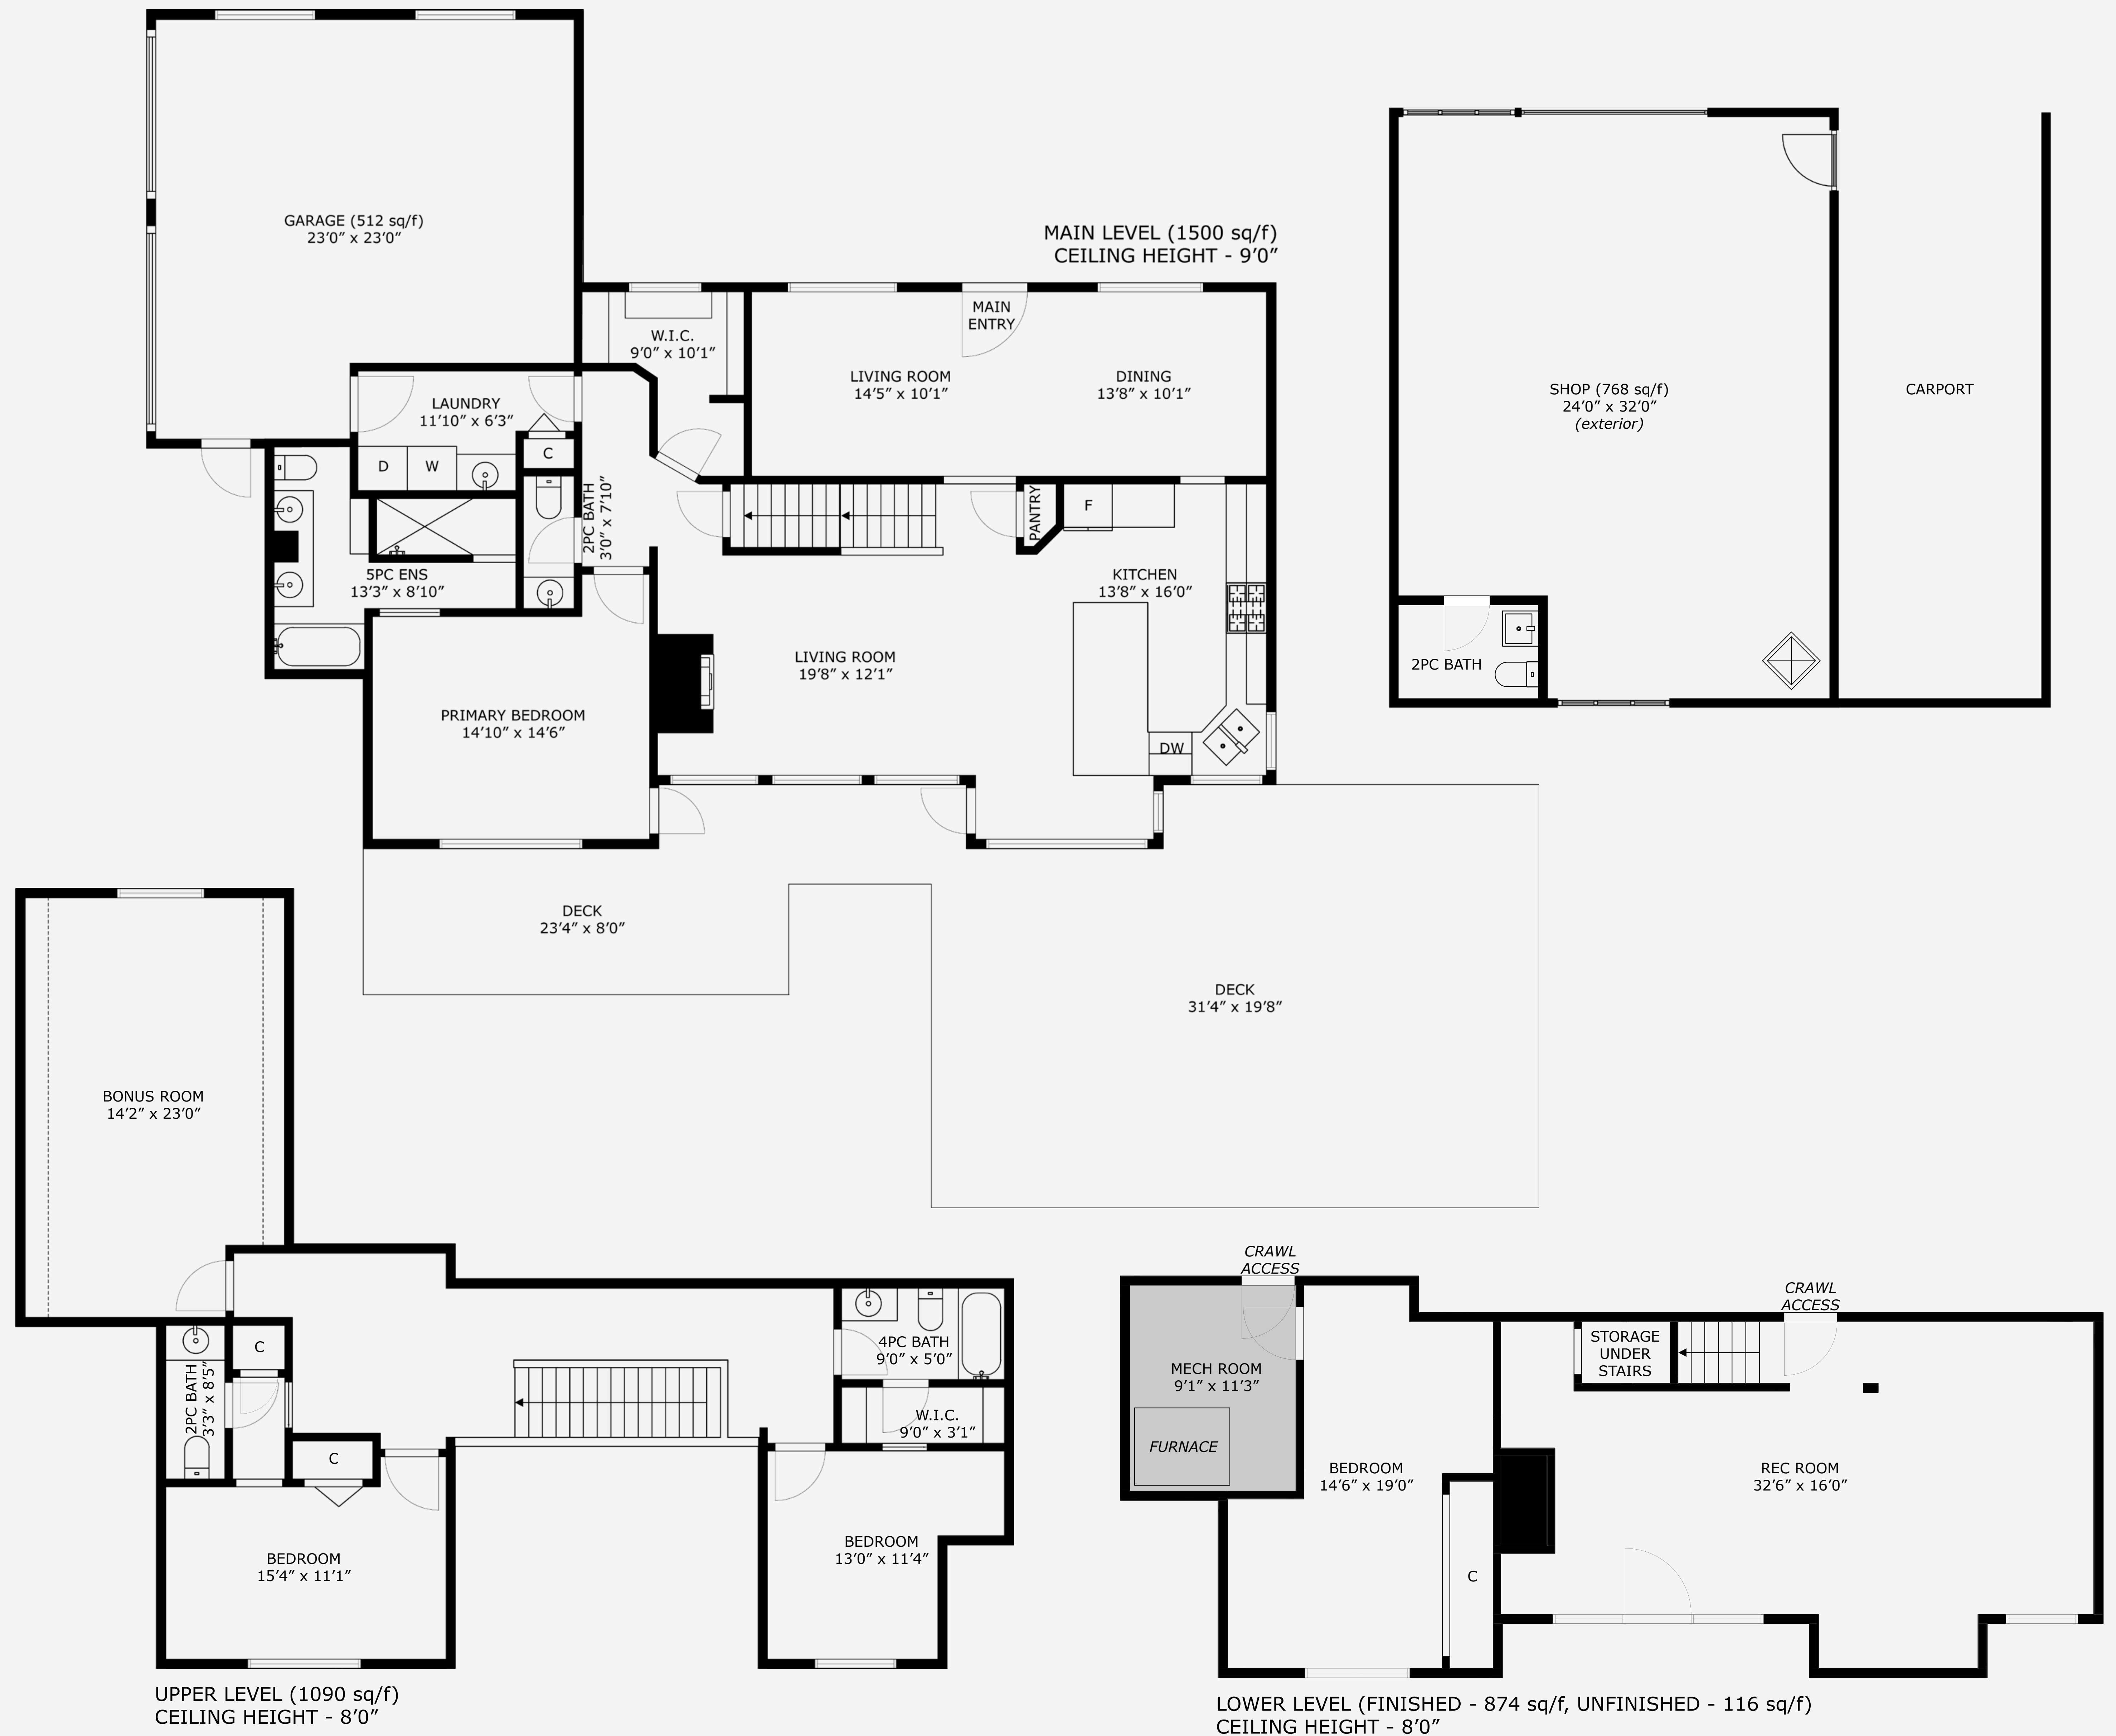 GARAGE (512 sq/f)
23'0" x 23'0"
MAIN LEVEL (1500 sq/f)
CEILING HEIGHT - 9'0"
W.I.C.
9'0" x 10'1"
MAIN
ENTRY
LIVING ROOM
14'5" x 10'1"
DINING
13'8" x 10'1"
LAUNDRY
11'10" x 6'3"
D
W
C
2PC BATH
3'0" x 7'10"
PANTRY
F
5PC ENS
13'3" x 8'10"
KITCHEN
13'8" x 16'0"
LIVING ROOM
19'8" x 12'1"
PRIMARY BEDROOM
14'10" x 14'6"
DW
DECK
23'4" x 8'0"
DECK
31'4" x 19'8"
SHOP (768 sq/f)
24'0" x 32'0"
(exterior)
CARPORT
2PC BATH
BONUS ROOM
14'2" x 23'0"
C
2PC BATH
3'3" x 8'5"
C
4PC BATH
9'0" x 5'0"
W.I.C.
9'0" x 3'1"
BEDROOM
15'4" x 11'1"
BEDROOM
13'0" x 11'4"
UPPER LEVEL (1090 sq/f)
CEILING HEIGHT - 8'0"
CRAWL
ACCESS
CRAWL
ACCESS
MECH ROOM
9'1" x 11'3"
FURNACE
STORAGE
UNDER
STAIRS
BEDROOM
14'6" x 19'0"
REC ROOM
32'6" x 16'0"
C
LOWER LEVEL (FINISHED - 874 sq/f, UNFINISHED - 116 sq/f)
CEILING HEIGHT - 8'0"